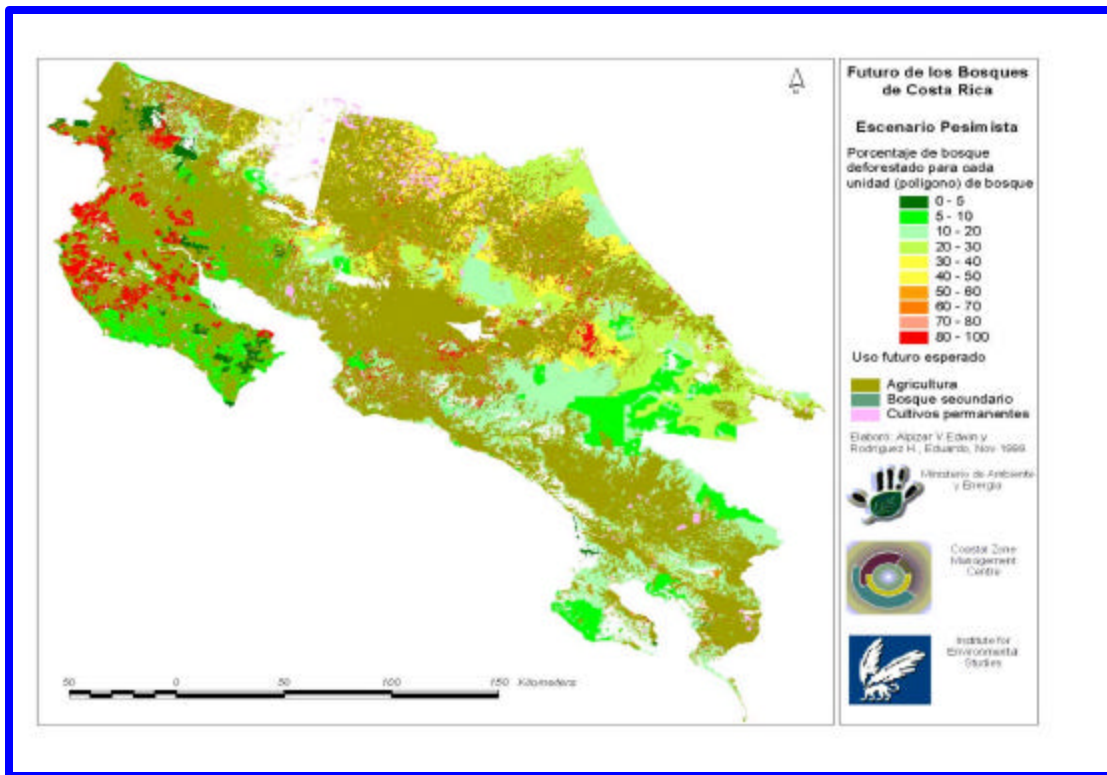 Futuro de los Bosques
de Costa Rica
Escenario Pesimista
Porcentaje de bosque
deforestado para cada
unidad (polígono) de bosque
0 - 5
5 - 10
10 - 20
20 - 30
30 - 40
40 - 50
50 - 60
60 - 70
70 - 80
80 - 100
Uso futuro esperado
Agricultura
Bosque secundario
Cultivos permanentes
Elaboró: Alpizar V. Edwin y
Rodriguez H., Eduardo, Nov 1999
Ministerio de Ambiente
y Energia
Coastal Zone
Management
Centre
Institute for
Environmental
Studies
50 0 50 100 150 Kilometers